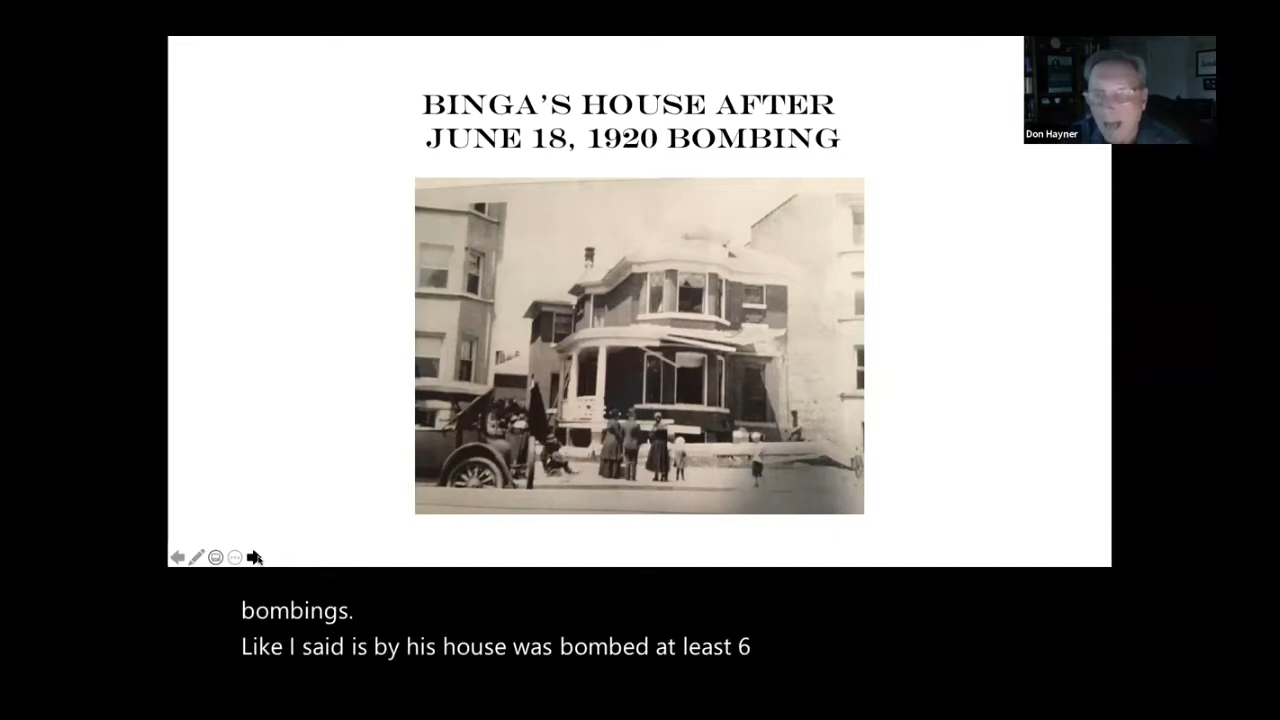 BINGA'S HOUSE AFTER
JUNE 18, 1920 BOMBING
Don Hayner
bombings.
Like I said is by his house was bombed at least 6